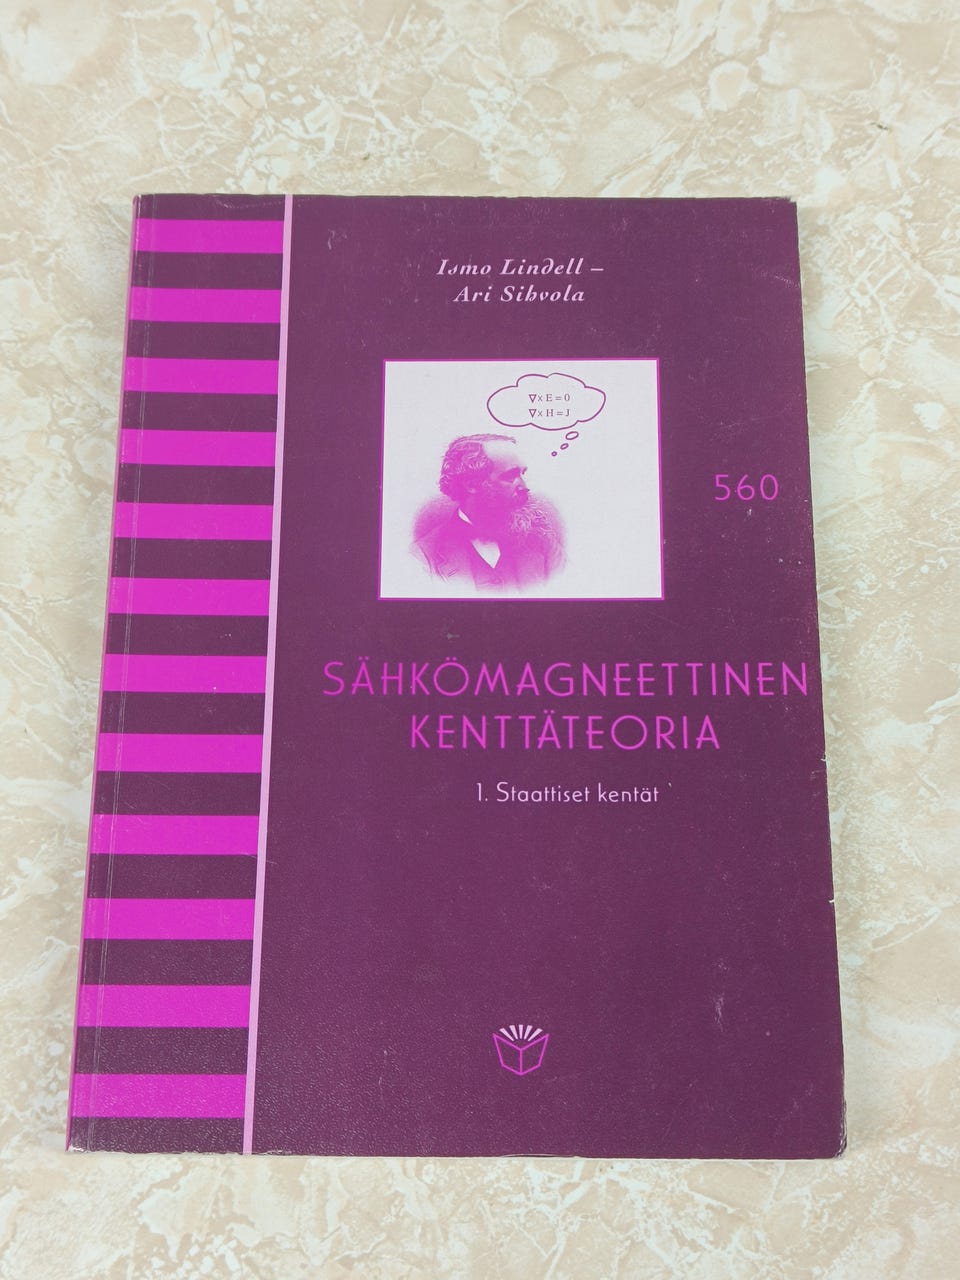 Ismo Lindell –
Ari Sihvola
∇ x E = 0
∇ x H = J
560
SÄHKÖMAGNEETTINEN
KENTTÄTEORIA
1. Staattiset kentät